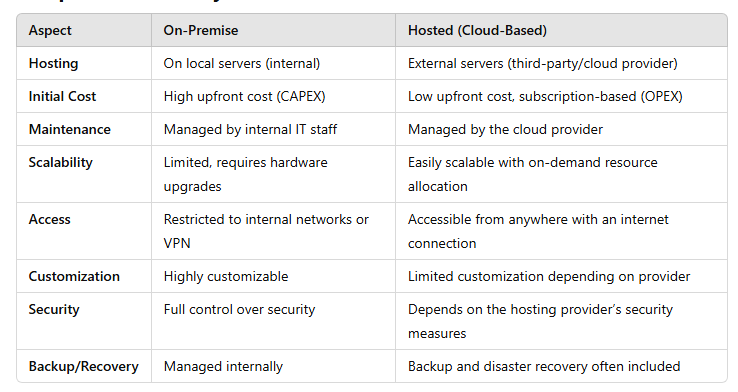 Aspect On-Premise Hosted (Cloud-Based)
Hosting On local servers (internal) External servers (third-party/cloud provider)
Initial Cost High upfront cost (CAPEX) Low upfront cost, subscription-based (OPEX)
Maintenance Managed by internal IT staff Managed by the cloud provider
Scalability Limited, requires hardware Easily scalable with on-demand resource
upgrades allocation
Access Restricted to internal networks or Accessible from anywhere with an internet
VPN connection
Customization Highly customizable Limited customization depending on provider
Security Full control over security Depends on the hosting provider’s security
measures
Backup/Recovery Managed internally Backup and disaster recovery often included